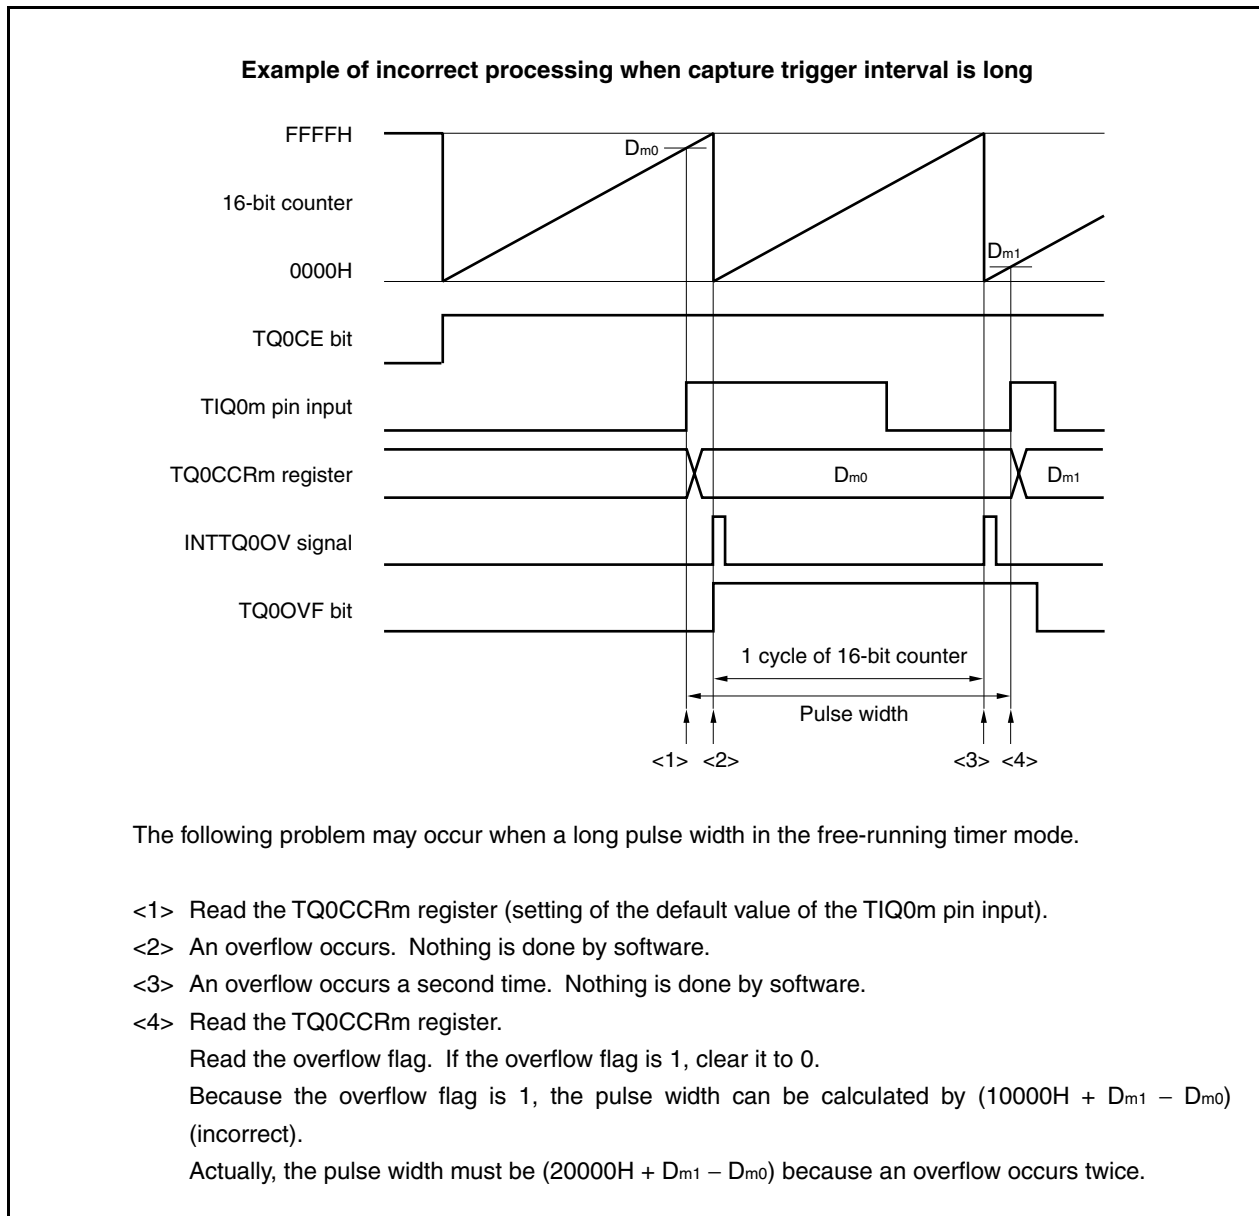 Example of incorrect processing when capture trigger interval is long
FFFFH
Dm0
16-bit counter
Dm1
0000H
TQ0CE bit
TIQ0m pin input
TQ0CCRm register
Dm0
Dm1
INTTQ0OV signal
TQ0OVF bit
1 cycle of 16-bit counter
Pulse width
<1> <2> <3> <4>
The following problem may occur when a long pulse width in the free-running timer mode.
<1> Read the TQ0CCRm register (setting of the default value of the TIQ0m pin input).
<2> An overflow occurs. Nothing is done by software.
<3> An overflow occurs a second time. Nothing is done by software.
<4> Read the TQ0CCRm register.
Read the overflow flag. If the overflow flag is 1, clear it to 0.
Because the overflow flag is 1, the pulse width can be calculated by (10000H + Dm1 − Dm0)
(incorrect).
Actually, the pulse width must be (20000H + Dm1 − Dm0) because an overflow occurs twice.